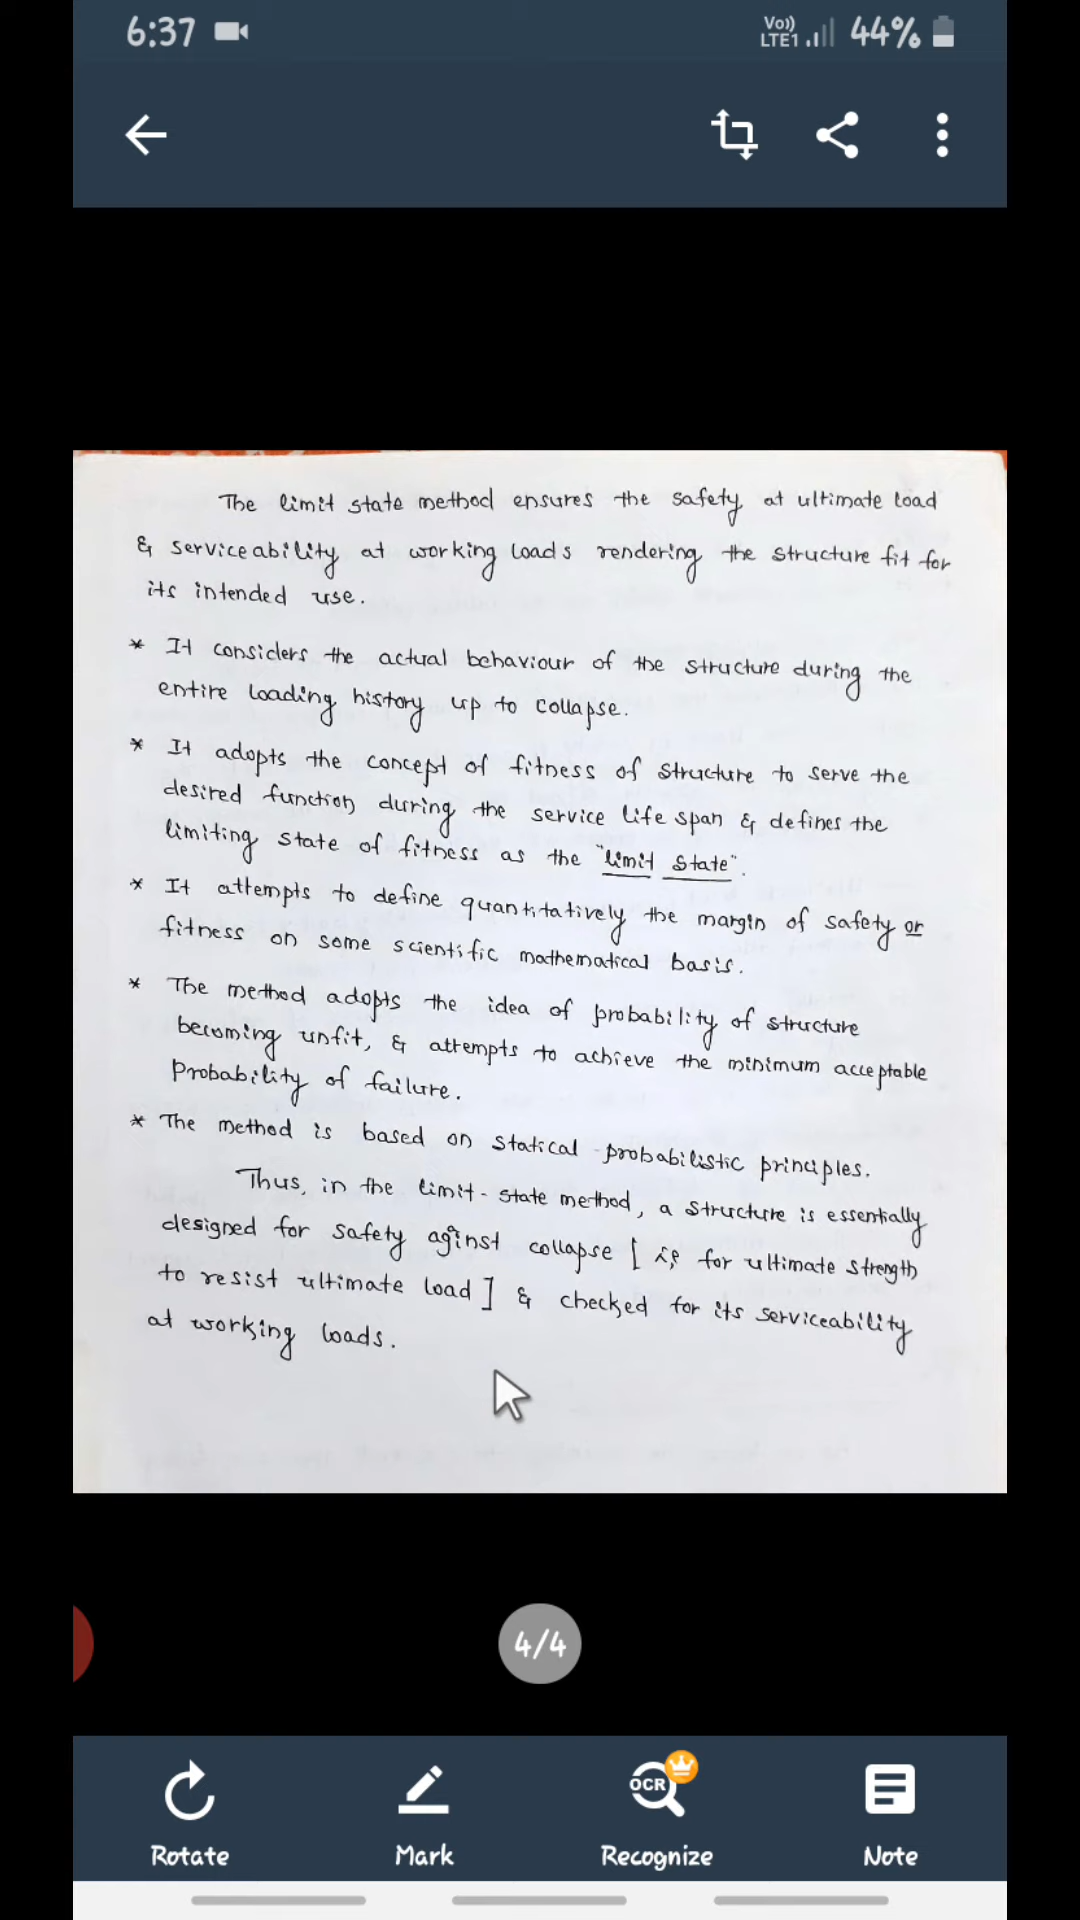 6:37
Vo)) LTE1 44%
The limit state method ensures the safety at ultimate load
& serviceability at working loads rendering the structure fit for
its intended use.
* It considers the actual behaviour of the structure during the
entire loading history up to collapse.
* It adopts the concept of fitness of structure to serve the
desired function during the service life span & defines the
limiting state of fitness as the "limit state".
* It attempts to define quantitatively the margin of safety or
fitness on some scientific mathematical basis.
* The method adopts the idea of probability of structure
becoming unfit, & attempts to achieve the minimum acceptable
Probability of failure.
* The method is based on statical - probabilistic principles.
Thus, in the limit - state method, a structure is essentially
designed for safety aginst collapse [ ie for ultimate strength
to resist ultimate load ] & checked for its serviceability
at working loads.
4/4
OCR
Rotate Mark Recognize Note